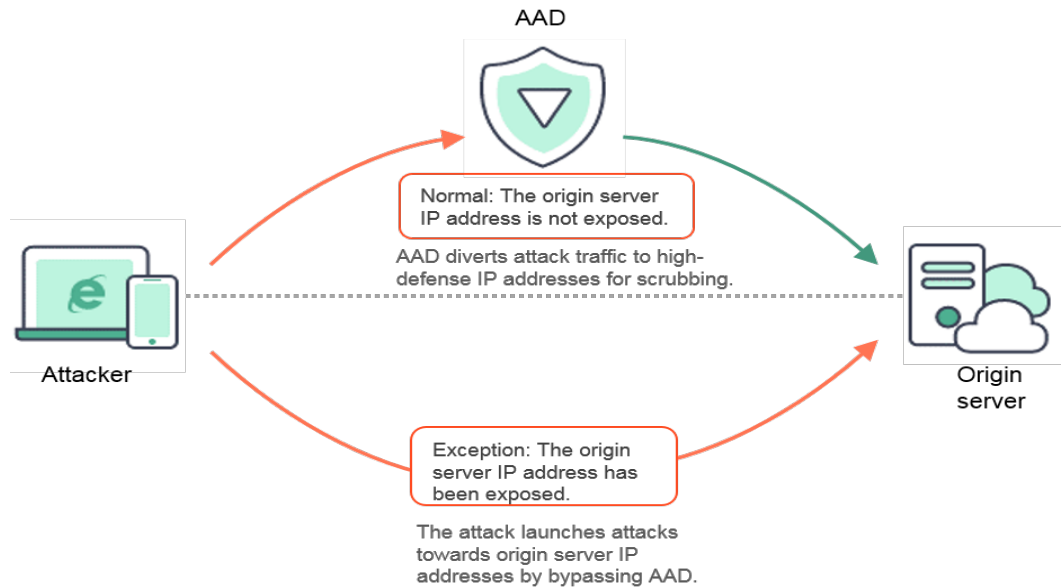 AAD
Normal: The origin server
IP address is not exposed.
AAD diverts attack traffic to high-
defense IP addresses for scrubbing.
Attacker
Origin
server
Exception: The origin
server IP address has
been exposed.
The attack launches attacks
towards origin server IP
addresses by bypassing AAD.